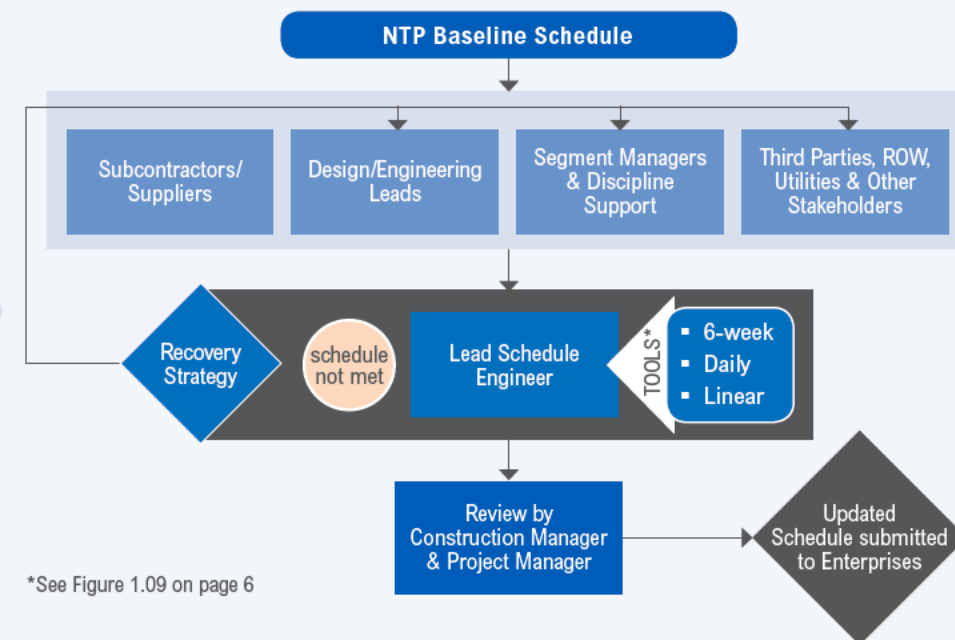 NTP Baseline Schedule
Subcontractors/
Suppliers
Design/Engineering
Leads
Segment Managers
& Discipline
Support
Third Parties, ROW,
Utilities & Other
Stakeholders
Recovery
Strategy
schedule
not met
Lead Schedule
Engineer
TOOLS*
▪ 6-week
▪ Daily
▪ Linear
Review by
Construction Manager
& Project Manager
Updated
Schedule submitted
to Enterprises
*See Figure 1.09 on page 6